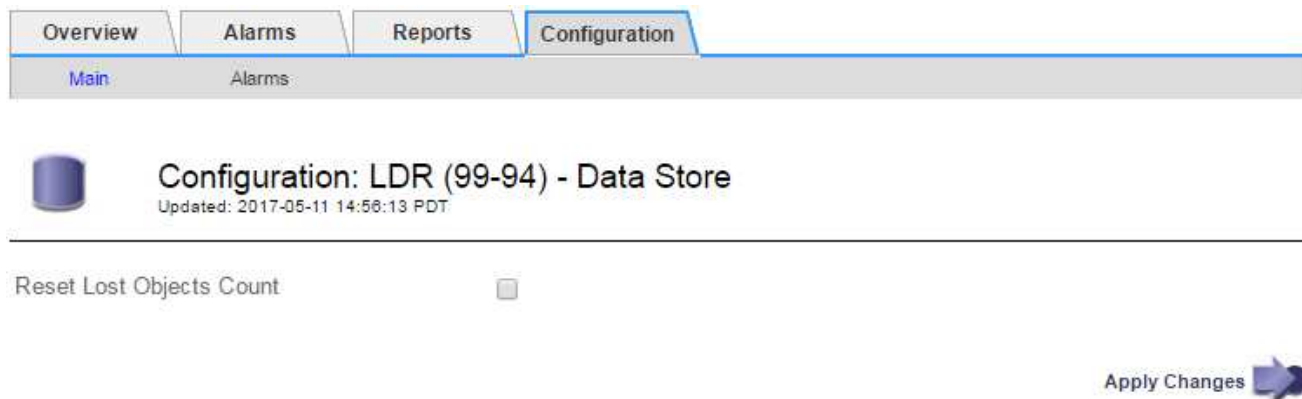 Overview Alarms Reports Configuration
Main Alarms
Configuration: LDR (99-94) - Data Store
Updated: 2017-05-11 14:56:13 PDT
Reset Lost Objects Count
Apply Changes